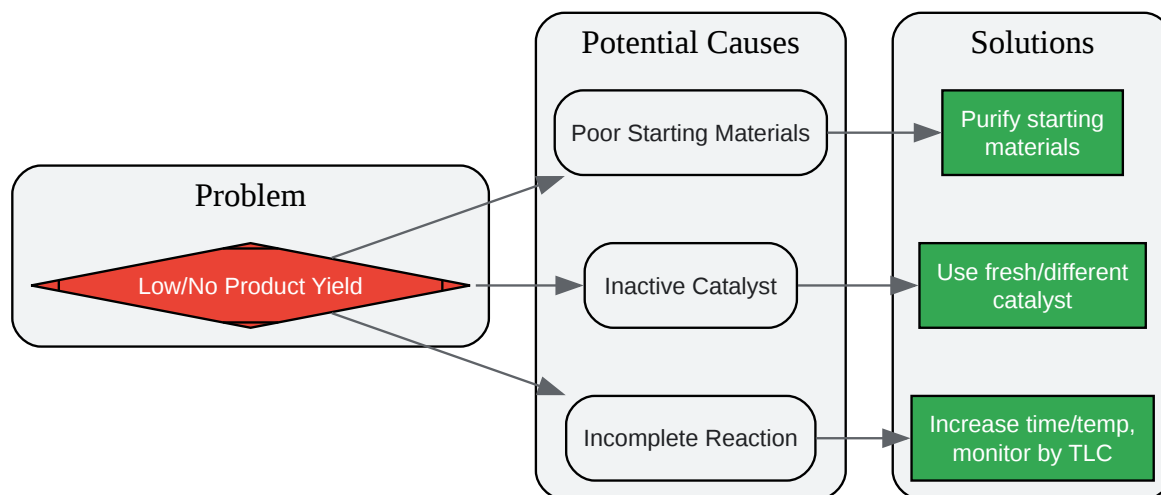 Problem
Low/No Product Yield
Potential Causes
Poor Starting Materials
Inactive Catalyst
Incomplete Reaction
Solutions
Purify starting
materials
Use fresh/different
catalyst
Increase time/temp,
monitor by TLC